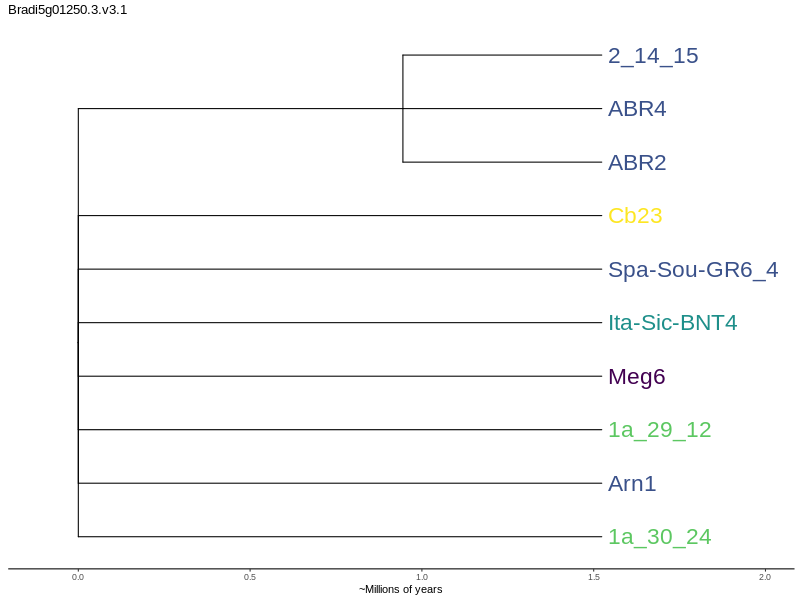 Bradi5g01250.3.v3.1
2_14_15
ABR4
ABR2
Cb23
Spa-Sou-GR6_4
Ita-Sic-BNT4
Meg6
1a_29_12
Arn1
1a_30_24
0.0 0.5 1.0 1.5 2.0
~Millions of years